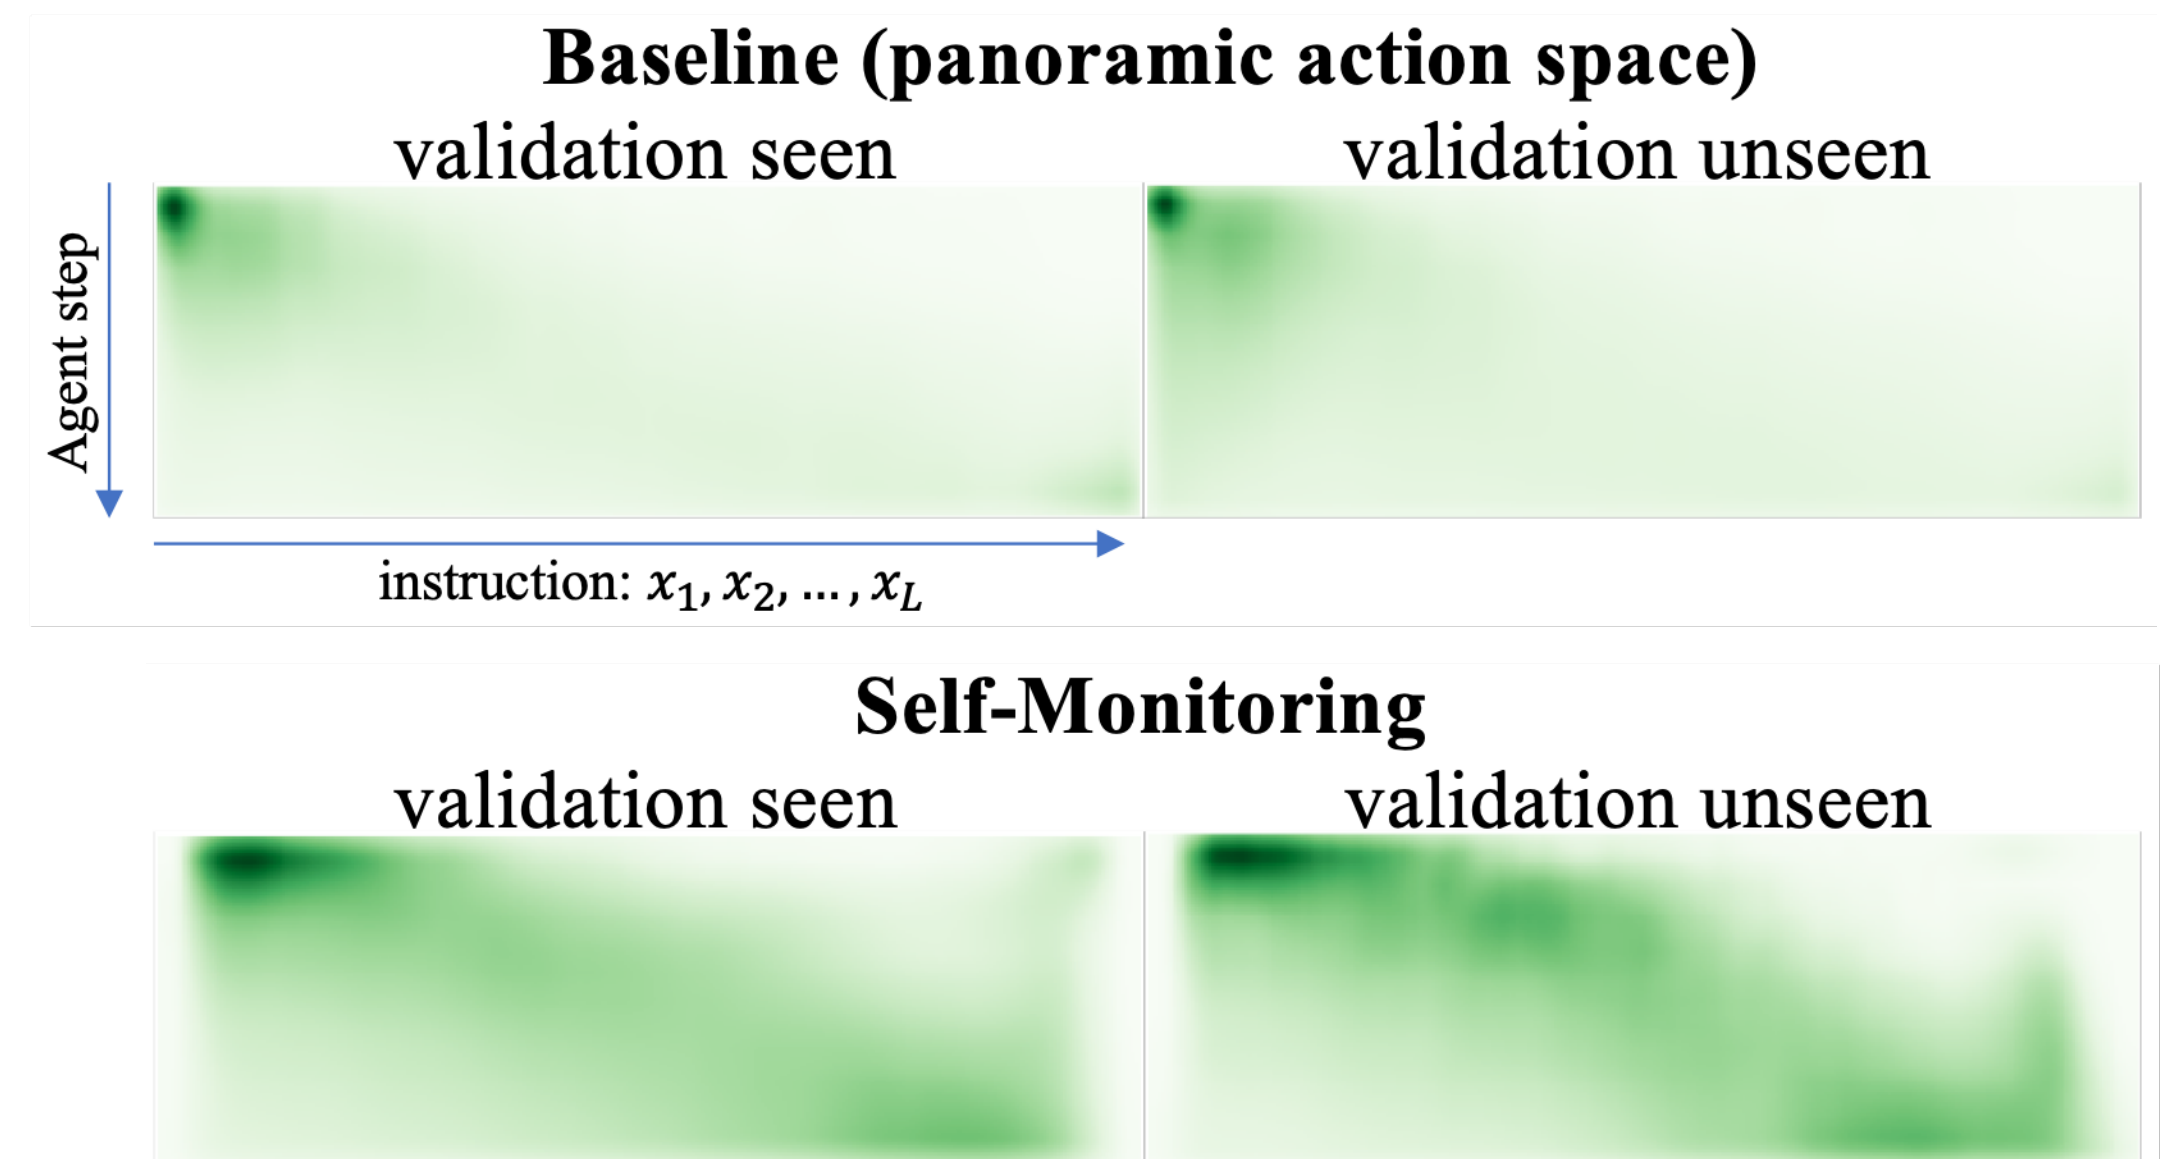 Baseline (panoramic action space)
validation seen
validation unseen
Agent step
instruction: x₁, x₂, ... , x_L
Self-Monitoring
validation seen
validation unseen